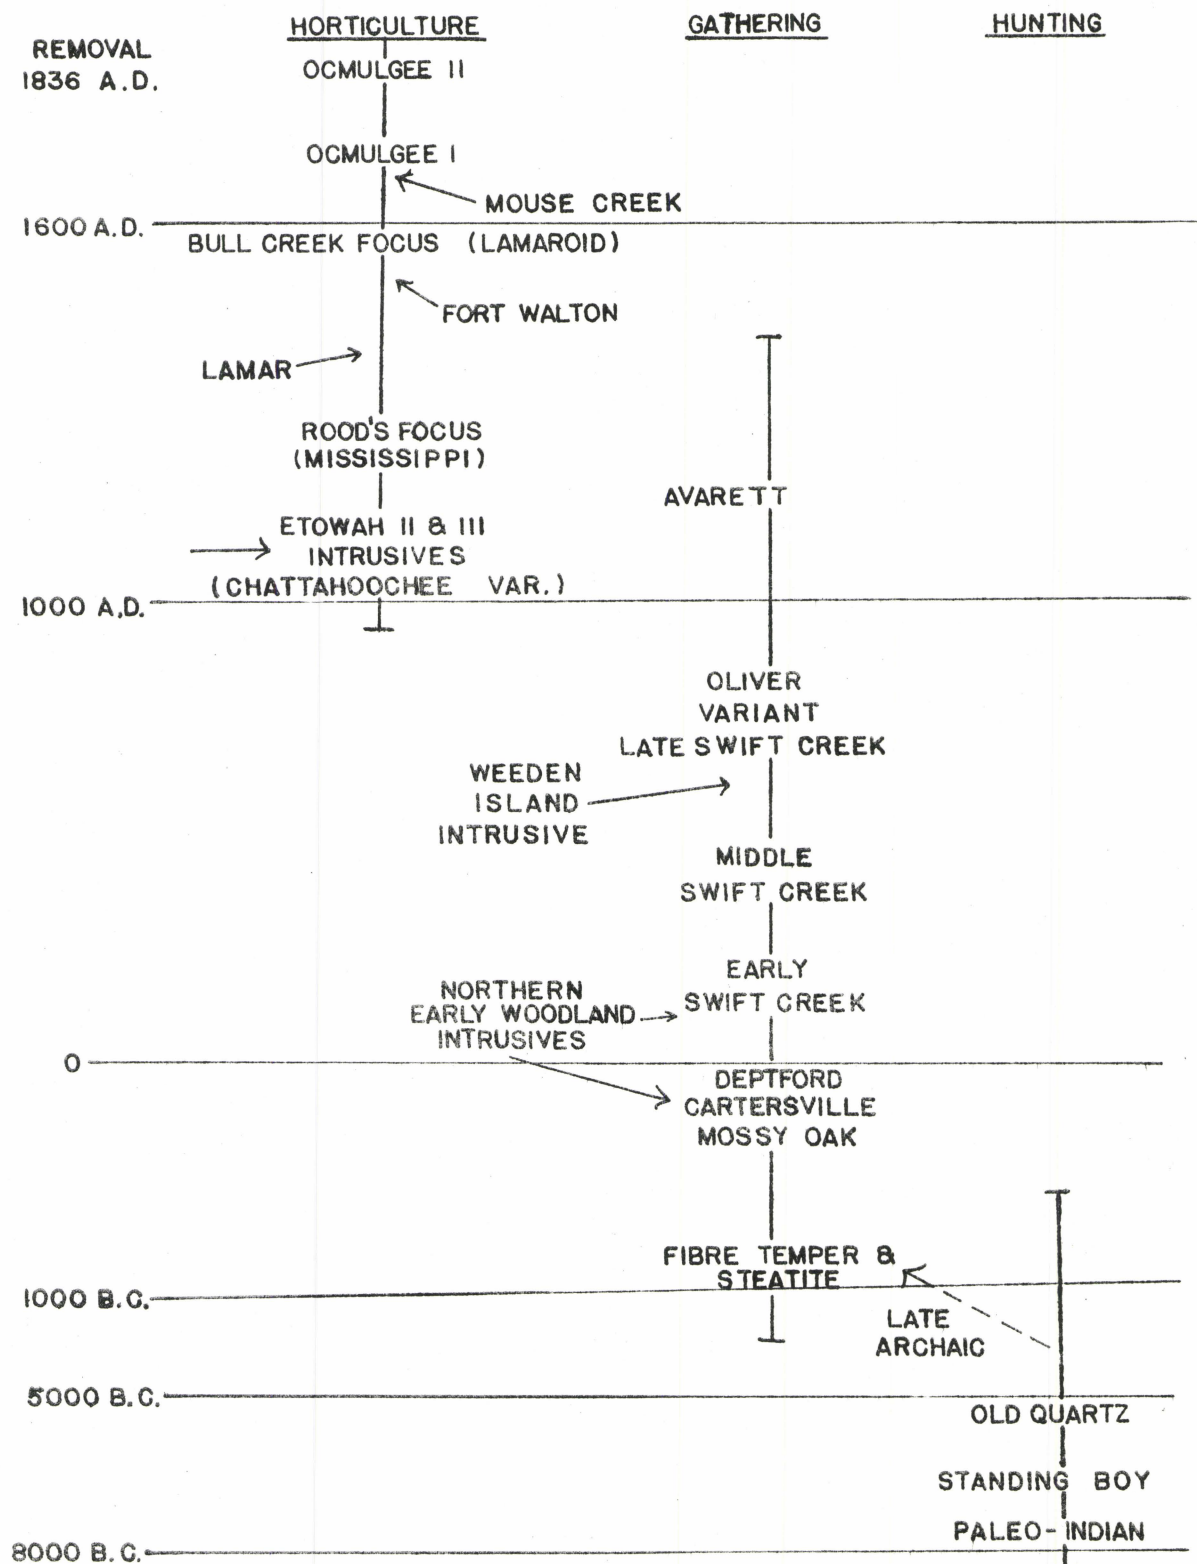 HORTICULTURE
GATHERING
HUNTING
REMOVAL
1836 A.D.
OCMULGEE II
OCMULGEE I
MOUSE CREEK
1600 A.D.
BULL CREEK FOCUS (LAMAROID)
FORT WALTON
LAMAR
ROOD'S FOCUS
(MISSISSIPPI)
AVARETT
ETOWAH II & III
INTRUSIVES
(CHATTAHOOCHEE VAR.)
1000 A.D.
OLIVER
VARIANT
LATE SWIFT CREEK
WEEDEN
ISLAND
INTRUSIVE
MIDDLE
SWIFT CREEK
EARLY
SWIFT CREEK
NORTHERN
EARLY WOODLAND
INTRUSIVES
0
DEPTFORD
CARTERSVILLE
MOSSY OAK
FIBRE TEMPER &
STEATITE
1000 B.C.
LATE
ARCHAIC
5000 B.C.
OLD QUARTZ
STANDING BOY
PALEO-INDIAN
8000 B.C.